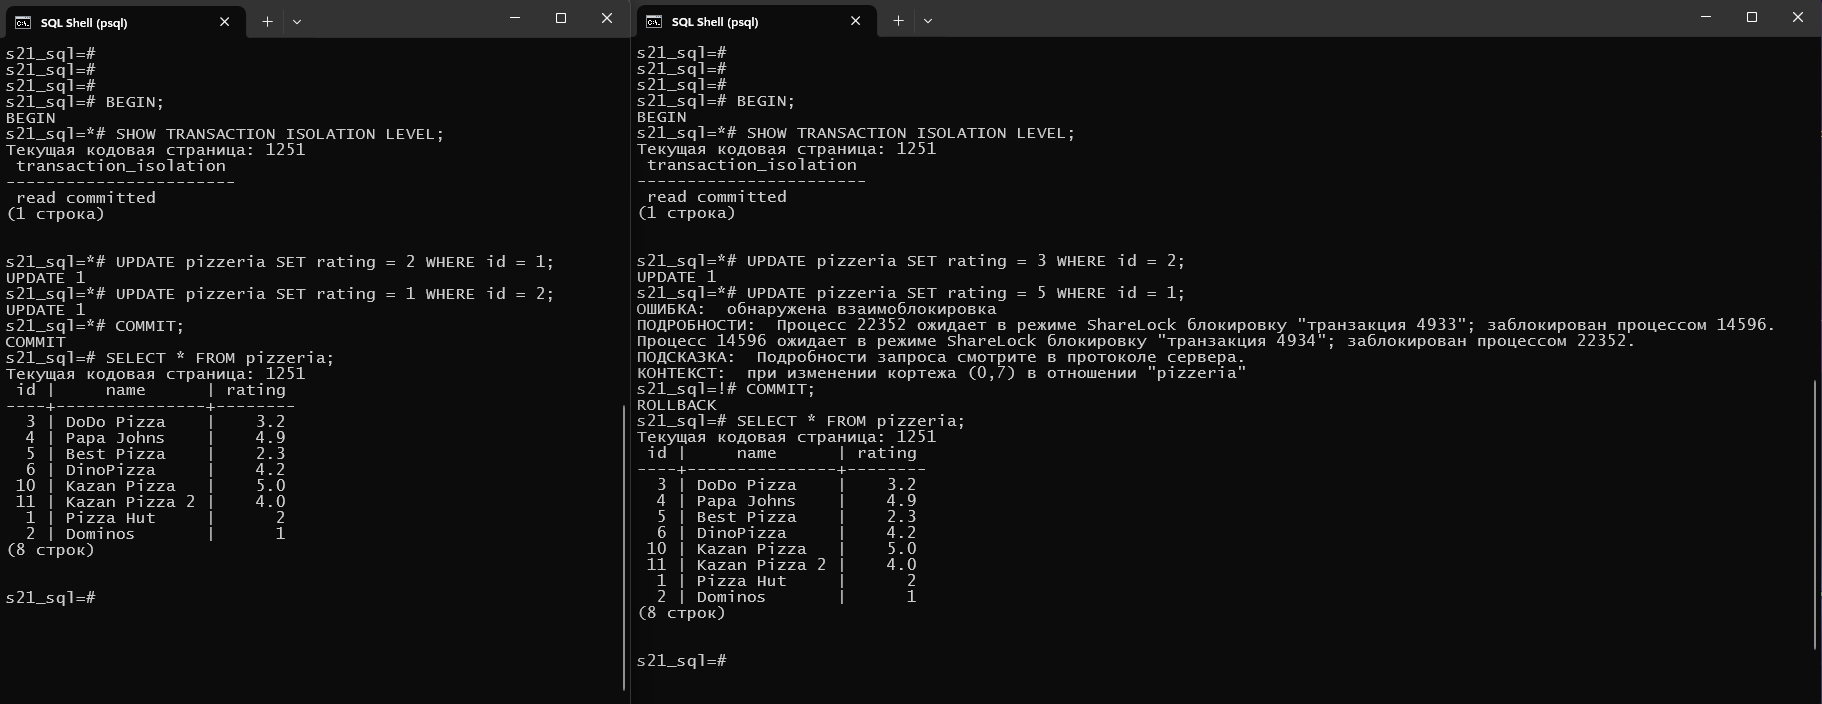 SQL Shell (psql)
s21_sql=#
s21_sql=#
s21_sql=#
s21_sql=# BEGIN;
BEGIN
s21_sql=*# SHOW TRANSACTION ISOLATION LEVEL;
Текущая кодовая страница: 1251
 transaction_isolation
-----------------------
 read committed
(1 строка)
s21_sql=*# UPDATE pizzeria SET rating = 2 WHERE id = 1;
UPDATE 1
s21_sql=*# UPDATE pizzeria SET rating = 1 WHERE id = 2;
UPDATE 1
s21_sql=*# COMMIT;
COMMIT
s21_sql=# SELECT * FROM pizzeria;
Текущая кодовая страница: 1251
 id |     name      | rating
----+---------------+--------
  3 | DoDo Pizza    |    3.2
  4 | Papa Johns    |    4.9
  5 | Best Pizza    |    2.3
  6 | DinoPizza     |    4.2
 10 | Kazan Pizza   |    5.0
 11 | Kazan Pizza 2 |    4.0
  1 | Pizza Hut     |      2
  2 | Dominos       |      1
(8 строк)
s21_sql=#
SQL Shell (psql)
s21_sql=#
s21_sql=#
s21_sql=#
s21_sql=# BEGIN;
BEGIN
s21_sql=*# SHOW TRANSACTION ISOLATION LEVEL;
Текущая кодовая страница: 1251
 transaction_isolation
-----------------------
 read committed
(1 строка)
s21_sql=*# UPDATE pizzeria SET rating = 3 WHERE id = 2;
UPDATE 1
s21_sql=*# UPDATE pizzeria SET rating = 5 WHERE id = 1;
ОШИБКА:  обнаружена взаимоблокировка
ПОДРОБНОСТИ:  Процесс 22352 ожидает в режиме ShareLock блокировку "транзакция 4933"; заблокирован процессом 14596.
Процесс 14596 ожидает в режиме ShareLock блокировку "транзакция 4934"; заблокирован процессом 22352.
ПОДСКАЗКА:  Подробности запроса смотрите в протоколе сервера.
КОНТЕКСТ:  при изменении кортежа (0,7) в отношении "pizzeria"
s21_sql=!# COMMIT;
ROLLBACK
s21_sql=# SELECT * FROM pizzeria;
Текущая кодовая страница: 1251
 id |     name      | rating
----+---------------+--------
  3 | DoDo Pizza    |    3.2
  4 | Papa Johns    |    4.9
  5 | Best Pizza    |    2.3
  6 | DinoPizza     |    4.2
 10 | Kazan Pizza   |    5.0
 11 | Kazan Pizza 2 |    4.0
  1 | Pizza Hut     |      2
  2 | Dominos       |      1
(8 строк)
s21_sql=#